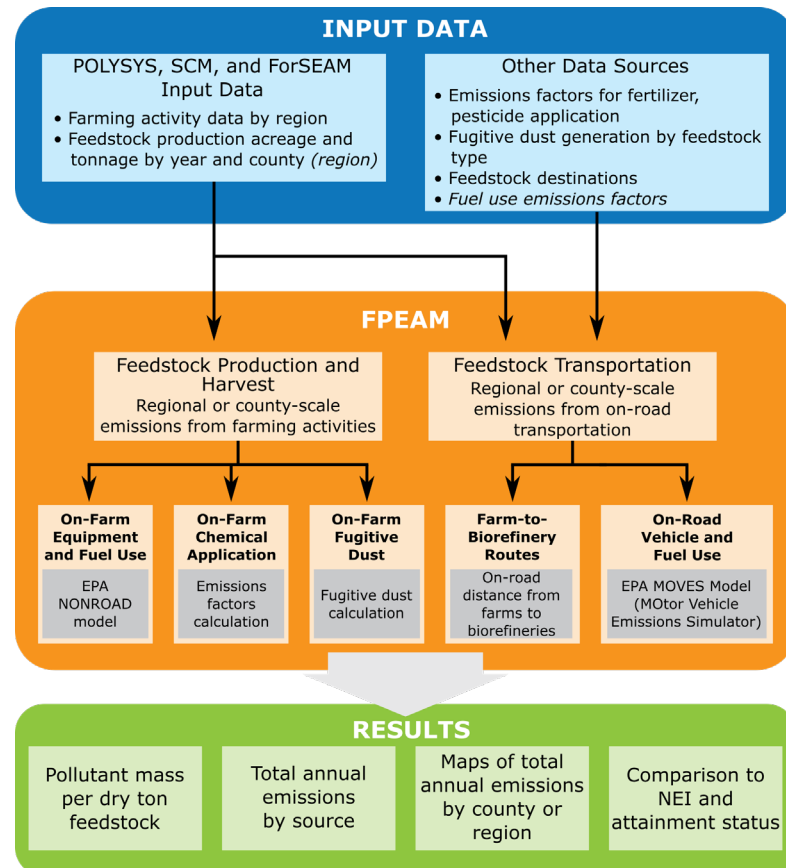 INPUT DATA
POLYSYS, SCM, and ForSEAM
Input Data
• Farming activity data by region
• Feedstock production acreage and
tonnage by year and county (region)
Other Data Sources
• Emissions factors for fertilizer,
pesticide application
• Fugitive dust generation by feedstock
type
• Feedstock destinations
• Fuel use emissions factors
FPEAM
Feedstock Production and
Harvest
Regional or county-scale
emissions from farming activities
Feedstock Transportation
Regional or county-scale
emissions from on-road
transportation
On-Farm
Equipment
and Fuel Use
EPA
NONROAD
model
On-Farm
Chemical
Application
Emissions
factors
calculation
On-Farm
Fugitive
Dust
Fugitive dust
calculation
Farm-to-
Biorefinery
Routes
On-road
distance from
farms to
biorefineries
On-Road
Vehicle and
Fuel Use
EPA MOVES Model
(MOtor Vehicle
Emissions Simulator)
RESULTS
Pollutant mass
per dry ton
feedstock
Total annual
emissions
by source
Maps of total
annual emissions
by county or
region
Comparison to
NEI and
attainment status